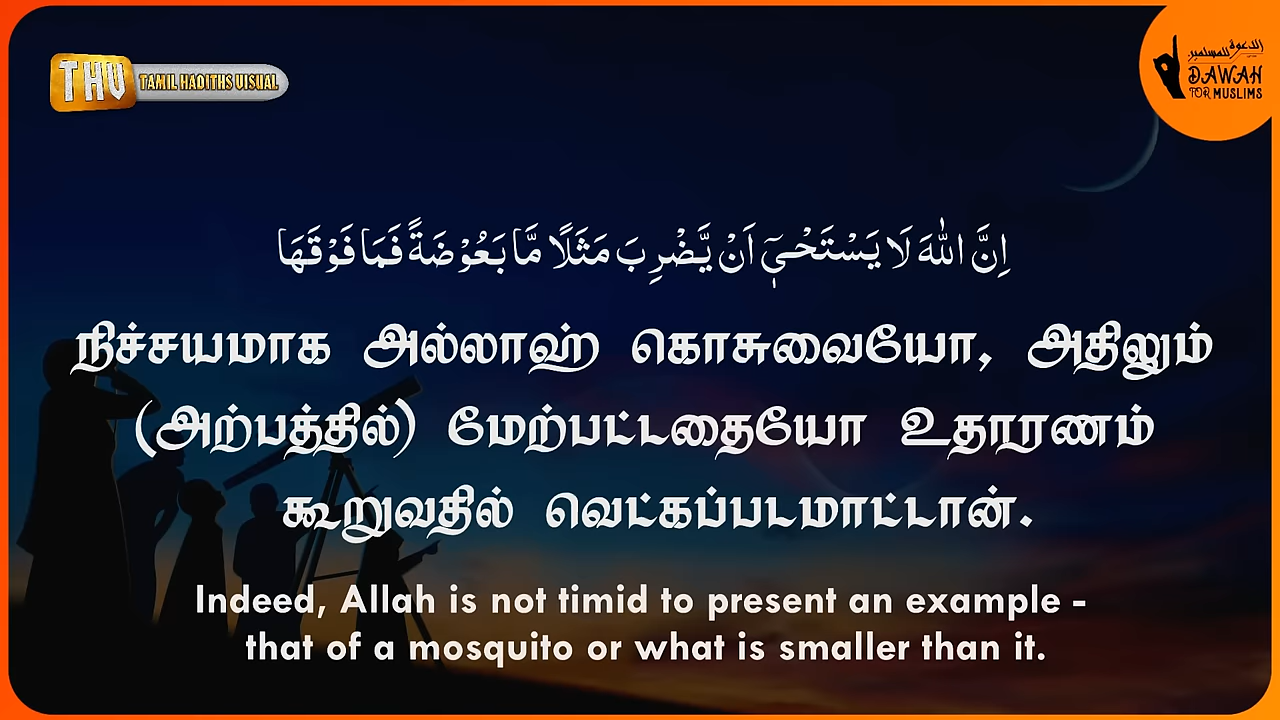 THV TAMIL HADITHS VISUAL
الدعوة للمسلمين
DAWAH
FOR MUSLIMS
اِنَّ اللّٰهَ لَا يَسْتَحْيٖٓ اَنْ يَّضْرِبَ مَثَلًا مَّا بَعُوْضَةً فَمَا فَوْقَهَا
நிச்சயமாக அல்லாஹ் கொசுவையோ, அதிலும்
(அற்பத்தில்) மேற்பட்டதையோ உதாரணம்
கூறுவதில் வெட்கப்படமாட்டான்.
Indeed, Allah is not timid to present an example -
that of a mosquito or what is smaller than it.